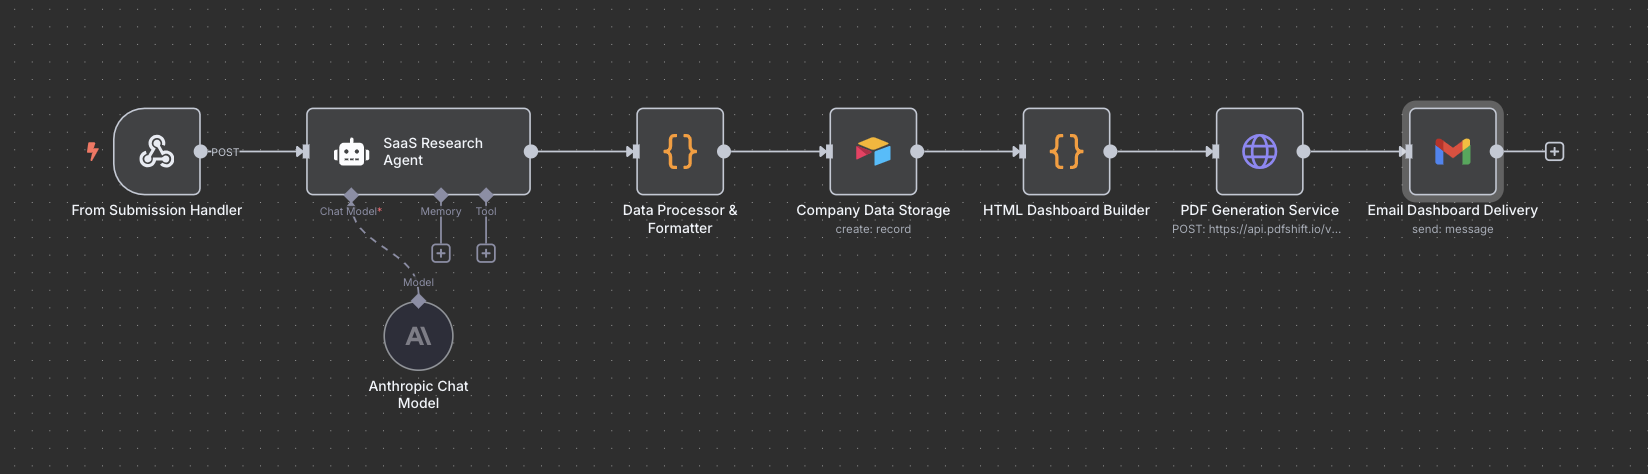 POST
SaaS Research
Agent
From Submission Handler
Chat Model*
Memory
Tool
Model
Anthropic Chat
Model
Data Processor &
Formatter
Company Data Storage
create: record
HTML Dashboard Builder
PDF Generation Service
POST: https://api.pdfshift.io/v...
Email Dashboard Delivery
send: message